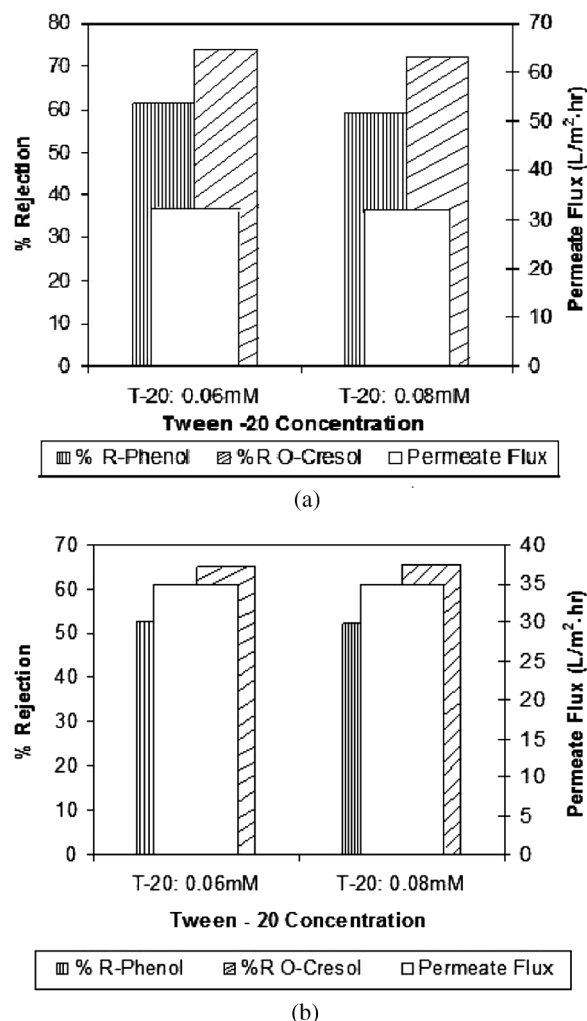 80
70
60
50
40
30
20
10
0
% Rejection
70
60
50
40
30
20
10
0
Permeate Flux (L/m²·hr)
T-20: 0.06mM T-20: 0.08mM
Tween -20 Concentration
% R-Phenol %R O-Cresol Permeate Flux
(a)
70
60
50
40
30
20
10
0
% Rejection
40
35
30
25
20
15
10
5
0
Permeate Flux (L/m²·hr)
T-20: 0.06mM T-20: 0.08mM
Tween - 20 Concentration
% R-Phenol %R O-Cresol Permeate Flux
(b)